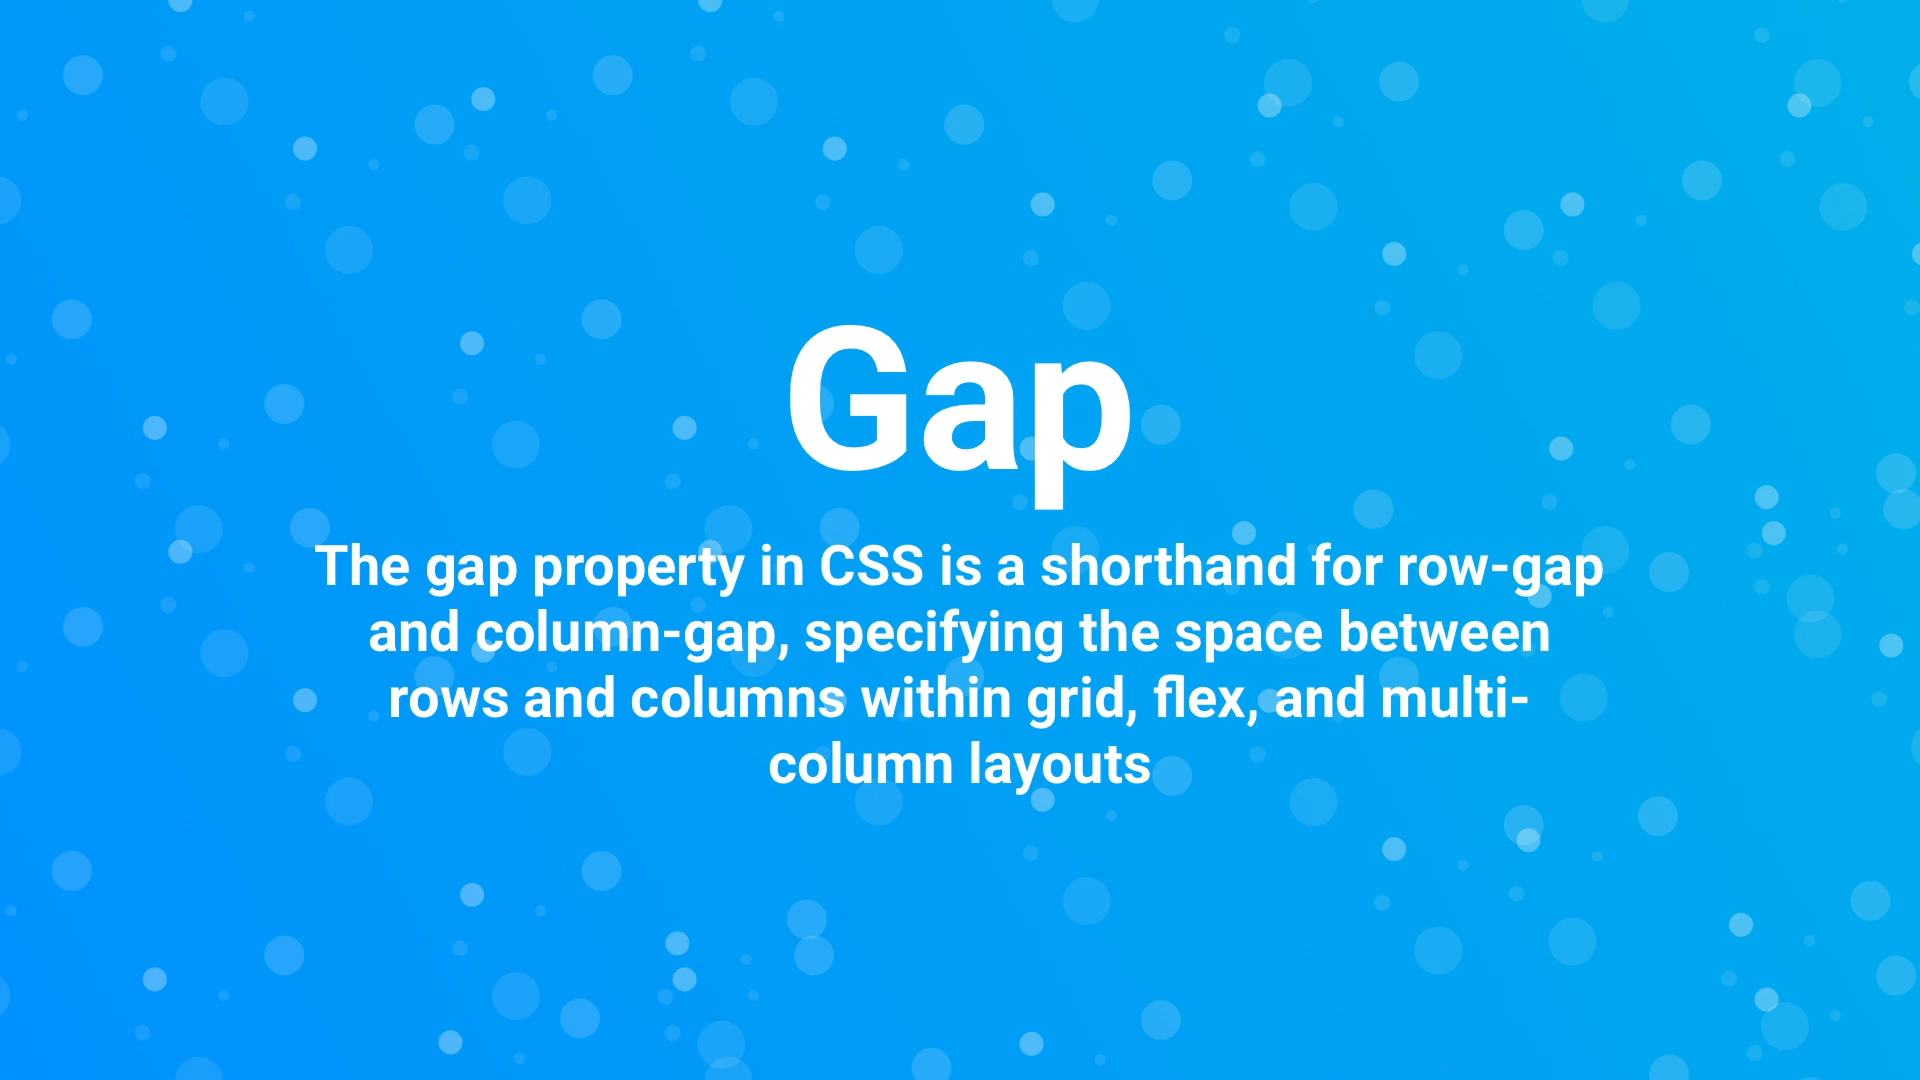 Gap
The gap property in CSS is a shorthand for row-gap
and column-gap, specifying the space between
rows and columns within grid, flex, and multi-
column layouts